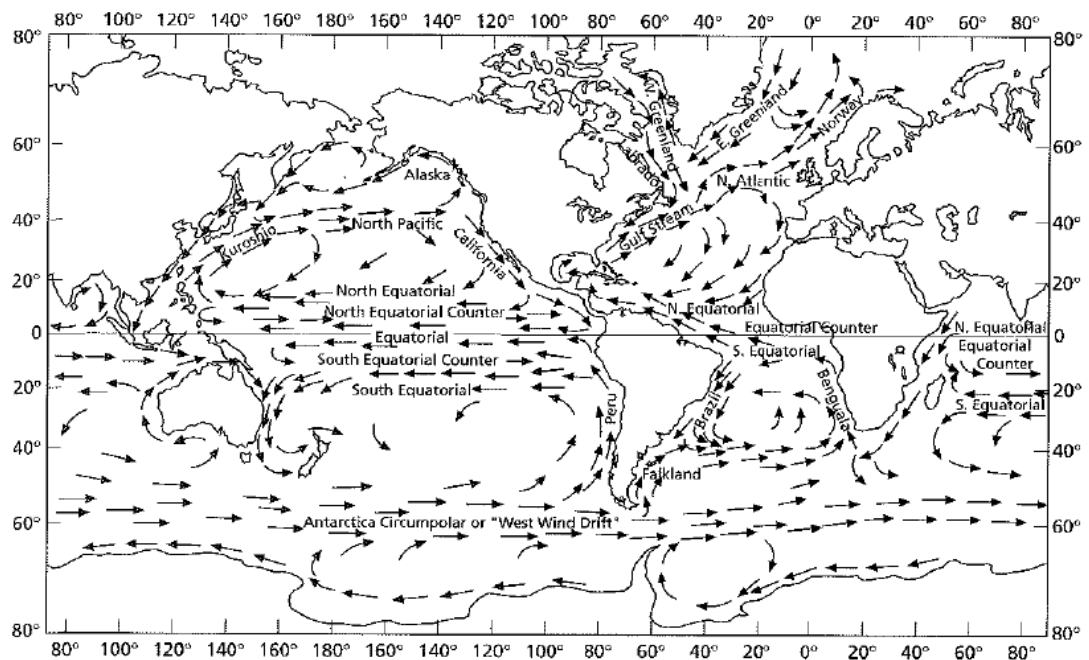 80° 100° 120° 140° 160° 180° 160° 140° 120° 100° 80° 60° 40° 20° 0° 20° 40° 60° 80°
80° 80°
W. Greenland
E. Greenland
Norway
60° 60°
Labrador
Alaska
N. Atlantic
40° 40°
Kuroshio
North Pacific
California
Gulf Stream
20° 20°
North Equatorial
N. Equatorial
North Equatorial Counter
Equatorial Counter
N. Equatorial
0 0°
Equatorial
S. Equatorial
Equatorial
Counter
South Equatorial Counter
20° 20°
South Equatorial
Peru
Brazil
Benguala
S. Equatorial
40° 40°
Falkland
60° 60°
Antarctica Circumpolar or "West Wind Drift"
80° 80°
80° 100° 120° 140° 160° 180° 160° 140° 120° 100° 80° 60° 40° 20° 0° 20° 40° 60° 80°